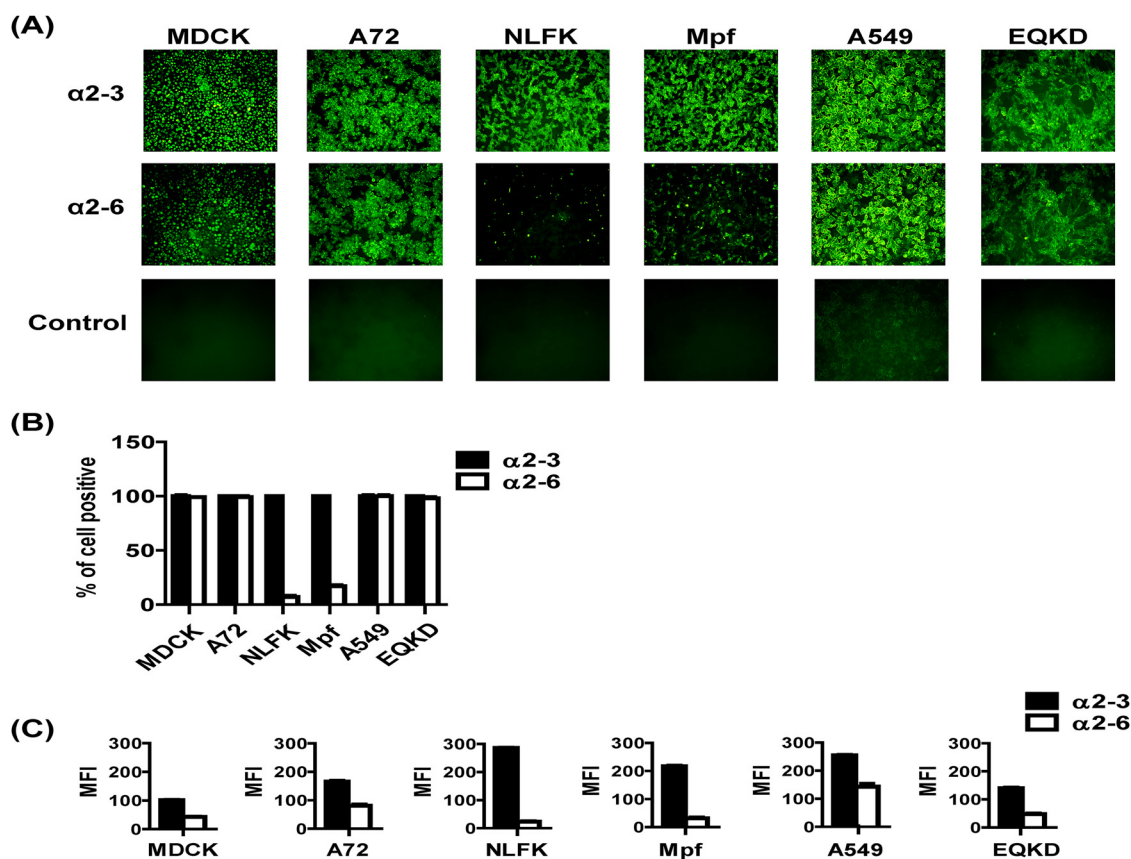 (A)
MDCK A72 NLFK Mpf A549 EQKD
α2-3
α2-6
Control
(B)
% of cell positive
150
100
50
0
MDCK A72 NLFK Mpf A549 EQKD
α2-3
α2-6
(C)
α2-3
α2-6
MFI
300
200
100
0
MDCK
MFI
300
200
100
0
A72
MFI
300
200
100
0
NLFK
MFI
300
200
100
0
Mpf
MFI
300
200
100
0
A549
MFI
300
200
100
0
EQKD